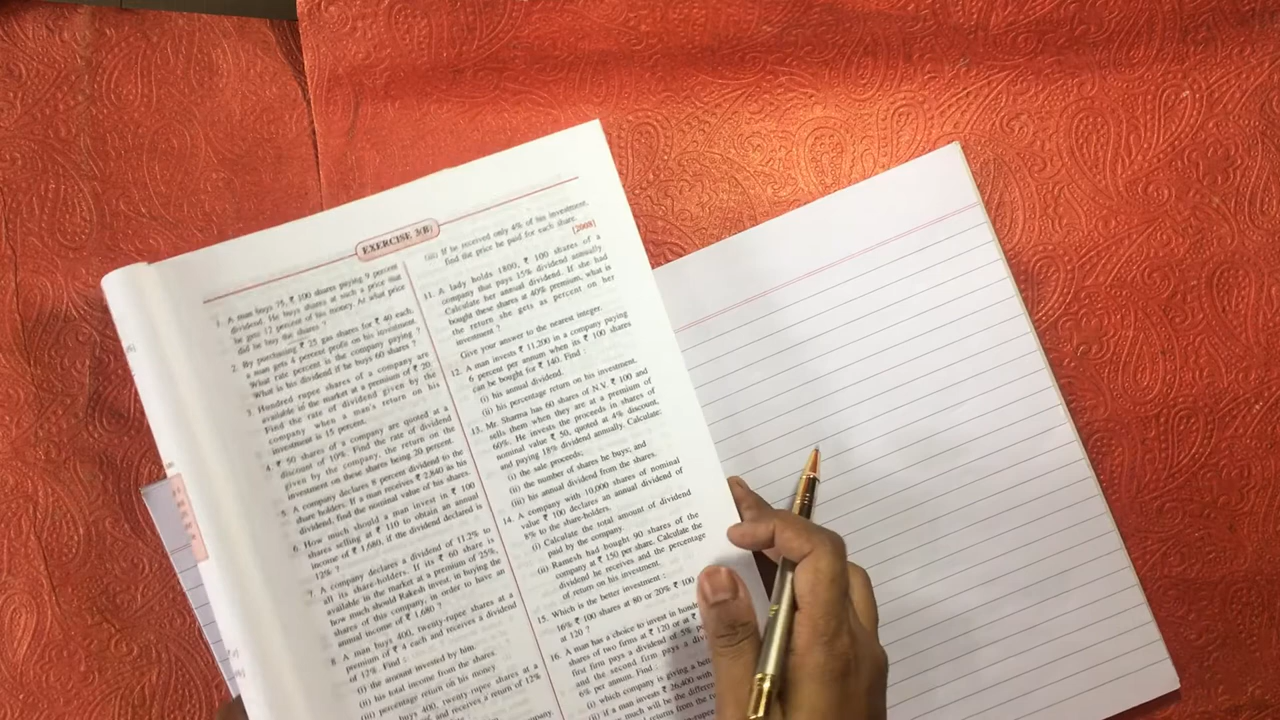 EXERCISE 3(B)
1. A man buys 75, ₹ 100 shares paying 9 percent
dividend. He buys shares at such a price that
he gets 12 percent of his money. At what price
did he buy the shares ?
2. By purchasing ₹ 25 gas shares for ₹ 40 each,
a man gets 4 percent profit on his investment.
What rate percent is the company paying ?
What is his dividend if he buys 60 shares ?
3. Hundred rupee shares of a company are
available in the market at a premium of ₹ 20.
Find the rate of dividend given by the
company when a man's return on his
investment is 15 percent.
4. ₹ 50 shares of a company are quoted at a
discount of 10%. Find the rate of dividend
given by the company, the return on the
investment on these shares being 20 percent.
5. A company declares 8 percent dividend to the
share holders. If a man receives ₹ 2,840 as his
dividend, find the nominal value of his shares.
6. How much should a man invest in ₹ 100
shares selling at ₹ 110 to obtain an annual
income of ₹ 1,680, if the dividend declared is
12% ?
7. A company declares a dividend of 11.2% to
all its share-holders. If its ₹ 60 share is
available in the market at a premium of 25%,
how much should Rakesh invest, in buying the
shares of this company, in order to have an
annual income of ₹ 1,680 ?
8. A man buys 400, twenty-rupee shares at a
premium of ₹ 4 each and receives a dividend
of 12%. Find :
(i) the amount invested by him.
(ii) his total income from the shares.
(iii) percentage return on his money.
buys 400, twenty-rupee shares at a
and receives a return of 12%
company.
(iii) If he received only 4% of his investment,
find the price he paid for each share.
[2008]
11. A lady holds 1800, ₹ 100 shares of a
company that pays 15% dividend annually.
Calculate her annual dividend. If she had
bought these shares at 40% premium, what is
the return she gets as percent on her
investment ?
Give your answer to the nearest integer.
12. A man invests ₹ 11,200 in a company paying
6 percent per annum when its ₹ 100 shares
can be bought for ₹ 140. Find :
(i) his annual dividend.
(ii) his percentage return on his investment.
13. Mr. Sharma has 60 shares of N.V. ₹ 100 and
sells them when they are at a premium of
60%. He invests the proceeds in shares of
nominal value ₹ 50, quoted at 4% discount,
and paying 18% dividend annually. Calculate:
(i) the sale proceeds;
(ii) the number of shares he buys; and
(iii) his annual dividend from the shares.
14. A company with 10,000 shares of nominal
value ₹ 100 declares an annual dividend of
8% to the share-holders.
(i) Calculate the total amount of dividend
paid by the company.
(ii) Ramesh had bought 90 shares of the
company at ₹ 150 per share. Calculate the
dividend he receives and the percentage
of return on his investment.
15. Which is the better investment :
16% ₹ 100 shares at 80 or 20% ₹ 100
at 120 ?
16. A man has a choice to invest in
shares of two firms at ₹ 120 or at ₹
first firm pays a dividend of 5%
and the second firm pays a
6% per annum. Find :
(i) which company is giving a
(ii) if a man invests ₹ 26,400 with
much will be the
returns from the